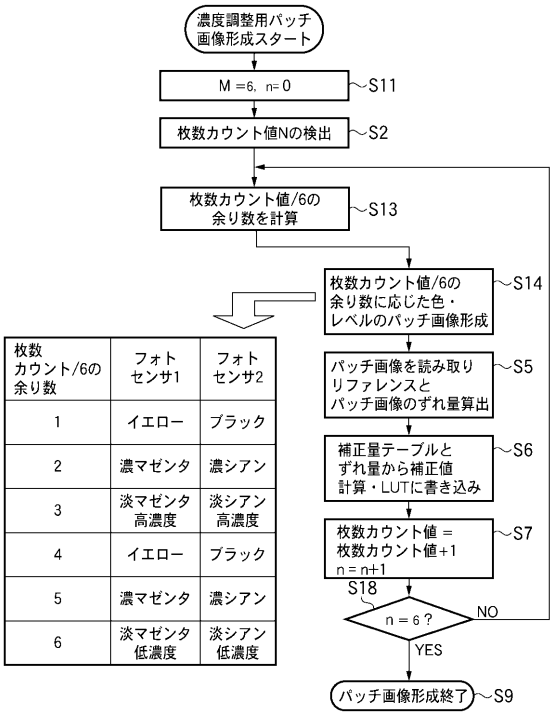 濃度調整用パッチ
画像形成スタート
M=6, n=0
S11
枚数カウント値Nの検出
S2
枚数カウント値/6の
余り数を計算
S13
枚数カウント値/6の
余り数に応じた色・
レベルのパッチ画像形成
S14
パッチ画像を読み取り
リファレンスと
パッチ画像のずれ量算出
S5
補正量テーブルと
ずれ量から補正値
計算・LUTに書き込み
S6
枚数カウント値=
枚数カウント値+1
n=n+1
S7
S18
n=6?
NO
YES
パッチ画像形成終了
S9
枚数
カウント/6の
余り数
フォト
センサ1
フォト
センサ2
1 イエロー ブラック
2 濃マゼンタ 濃シアン
3 淡マゼンタ 淡シアン
高濃度 高濃度
4 イエロー ブラック
5 濃マゼンタ 濃シアン
6 淡マゼンタ 淡シアン
低濃度 低濃度